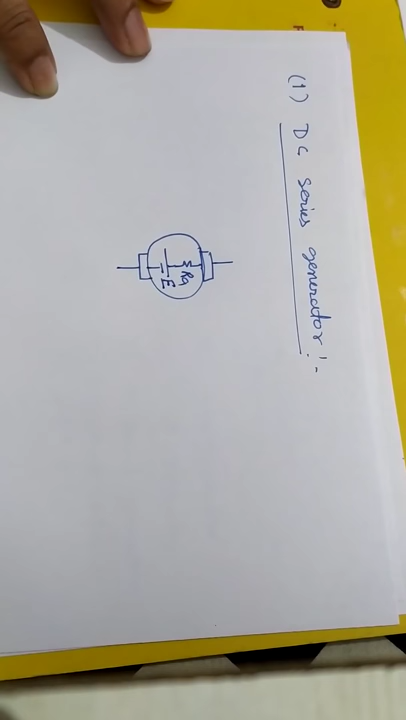 (1) DC series generator :-
Ra
E